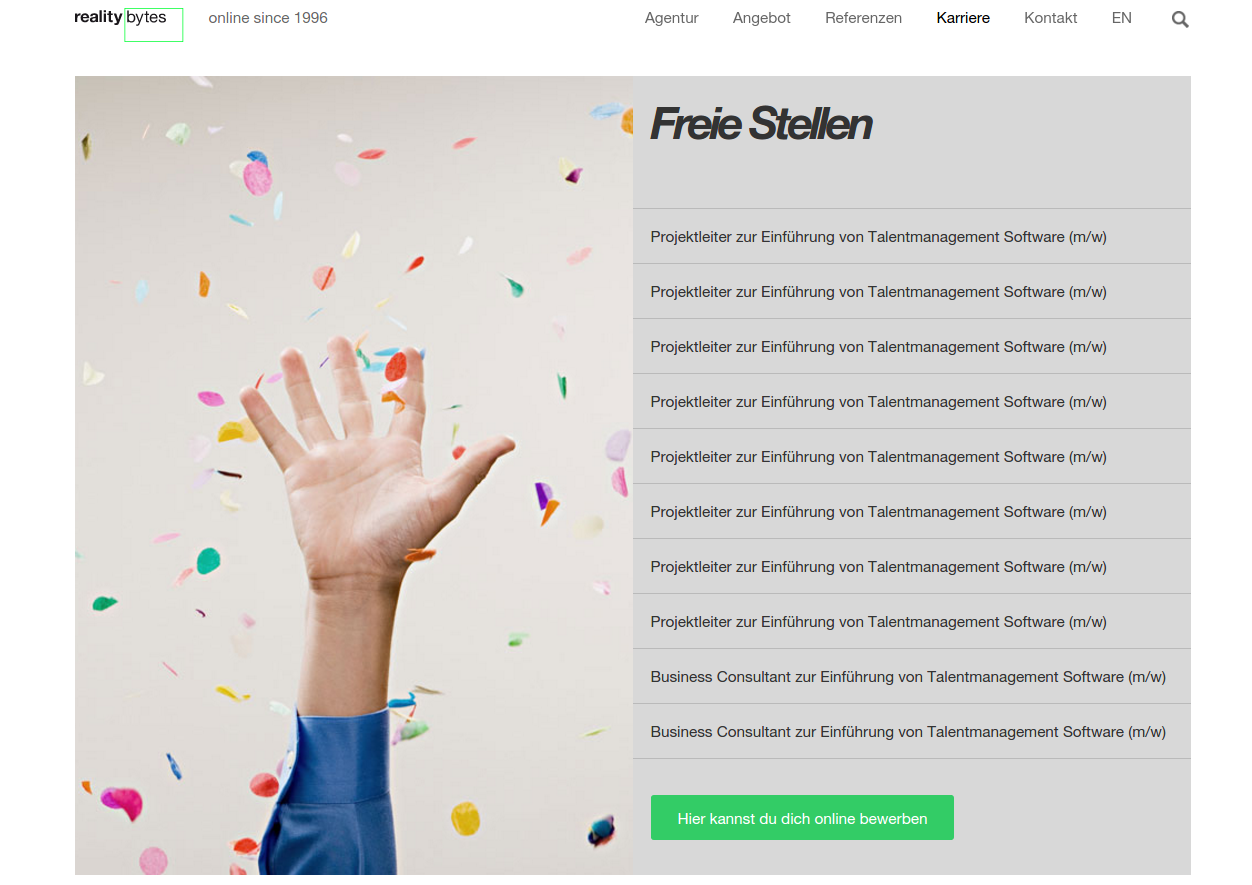 reality bytes online since 1996 Agentur Angebot Referenzen Karriere Kontakt EN
Freie Stellen
Projektleiter zur Einführung von Talentmanagement Software (m/w)
Projektleiter zur Einführung von Talentmanagement Software (m/w)
Projektleiter zur Einführung von Talentmanagement Software (m/w)
Projektleiter zur Einführung von Talentmanagement Software (m/w)
Projektleiter zur Einführung von Talentmanagement Software (m/w)
Projektleiter zur Einführung von Talentmanagement Software (m/w)
Projektleiter zur Einführung von Talentmanagement Software (m/w)
Projektleiter zur Einführung von Talentmanagement Software (m/w)
Business Consultant zur Einführung von Talentmanagement Software (m/w)
Business Consultant zur Einführung von Talentmanagement Software (m/w)
Hier kannst du dich online bewerben